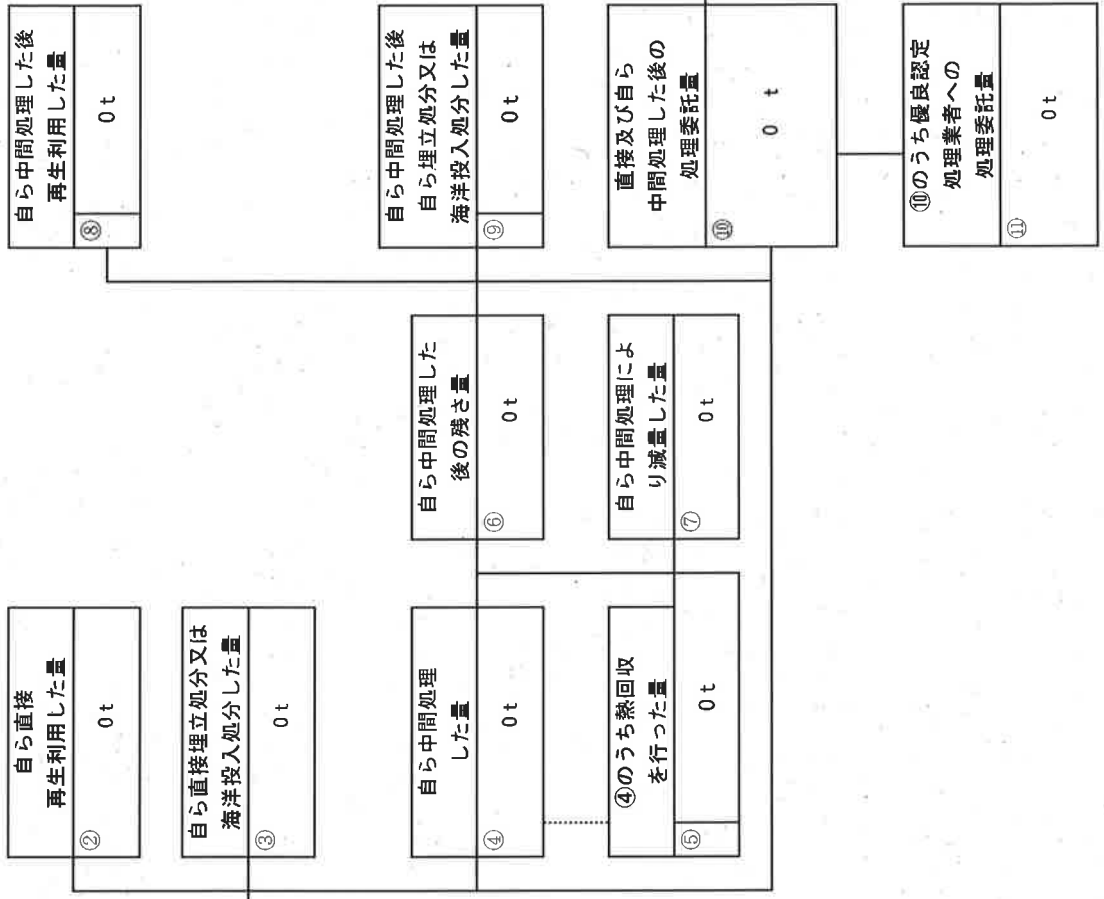 自ら直接
再生利用した量
②
0t
自ら直接埋立処分又は
海洋投入処分した量
③
0t
自ら中間処理
した量
④
0t
④のうち熱回収
を行った量
⑤
0t
自ら中間処理した
後の残さ量
⑥
0t
自ら中間処理によ
り減量した量
⑦
0t
自ら中間処理した後
再生利用した量
⑧
0t
自ら中間処理した後
自ら埋立処分又は
海洋投入処分した量
⑨
0t
直接及び自ら
中間処理した後の
処理委託量
⑩
0 t
⑩のうち優良認定
処理業者への
処理委託量
⑪
0t